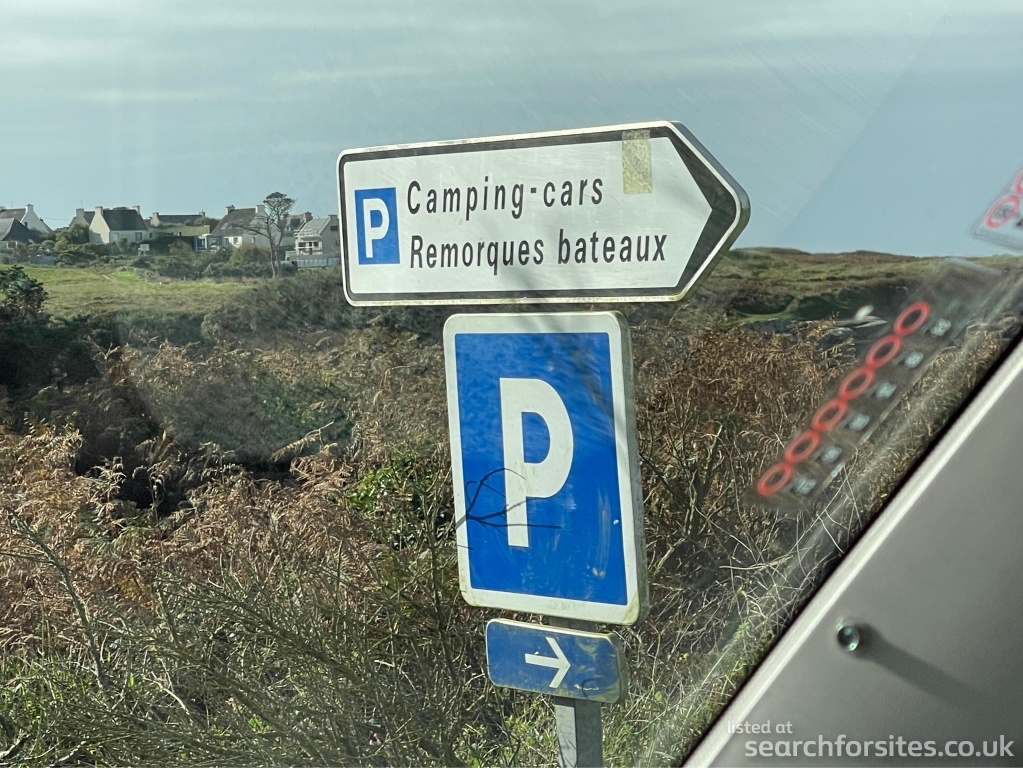 P Camping-cars
Remorques bateaux
P
listed at
searchforsites.co.uk